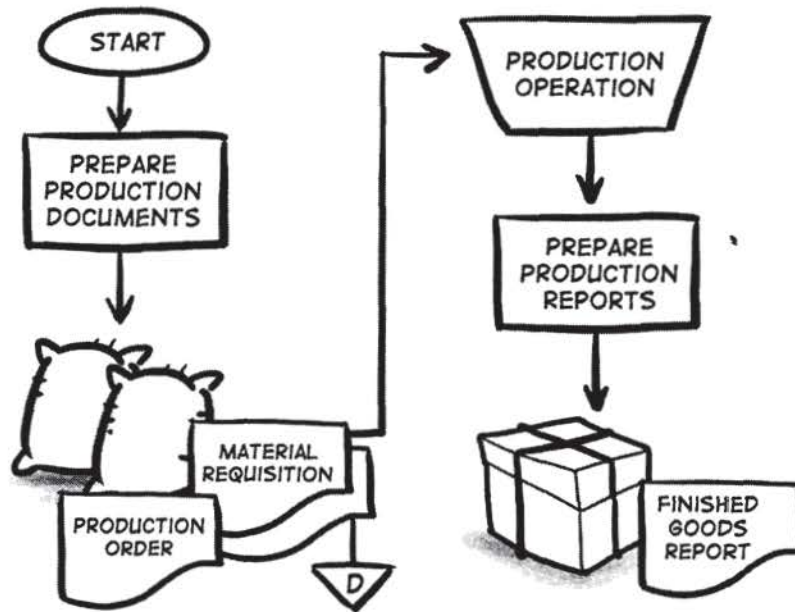 START
PREPARE
PRODUCTION
DOCUMENTS
MATERIAL
REQUISITION
PRODUCTION
ORDER
D
PRODUCTION
OPERATION
PREPARE
PRODUCTION
REPORTS
FINISHED
GOODS
REPORT